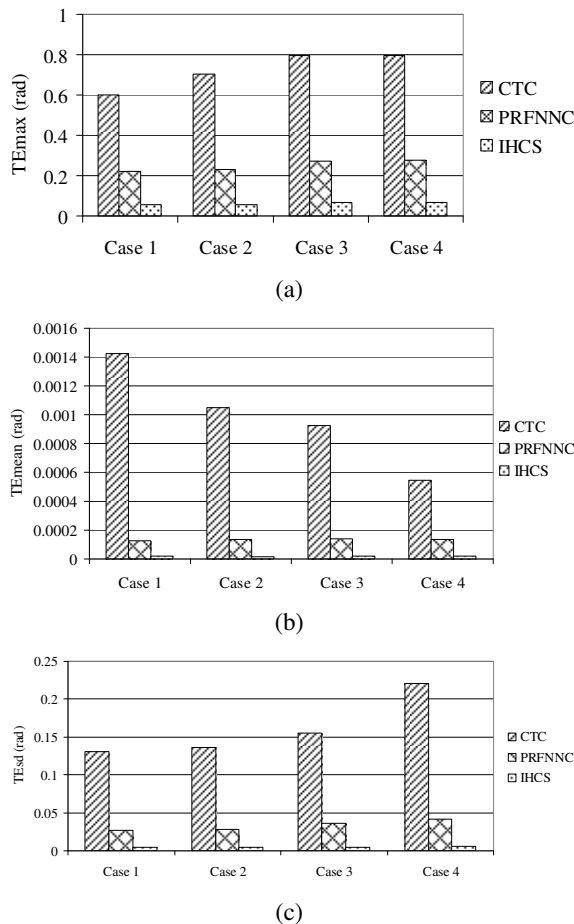 1
0.8
0.6
0.4
0.2
0
TEmax (rad)
Case 1 Case 2 Case 3 Case 4
CTC
PRFNNC
IHCS
(a)
0.0016
0.0014
0.0012
0.001
0.0008
0.0006
0.0004
0.0002
0
TEmean (rad)
Case 1 Case 2 Case 3 Case 4
CTC
PRFNNC
IHCS
(b)
0.25
0.2
0.15
0.1
0.05
0
TEsd (rad)
Case 1 Case 2 Case 3 Case 4
CTC
PRFNNC
IHCS
(c)